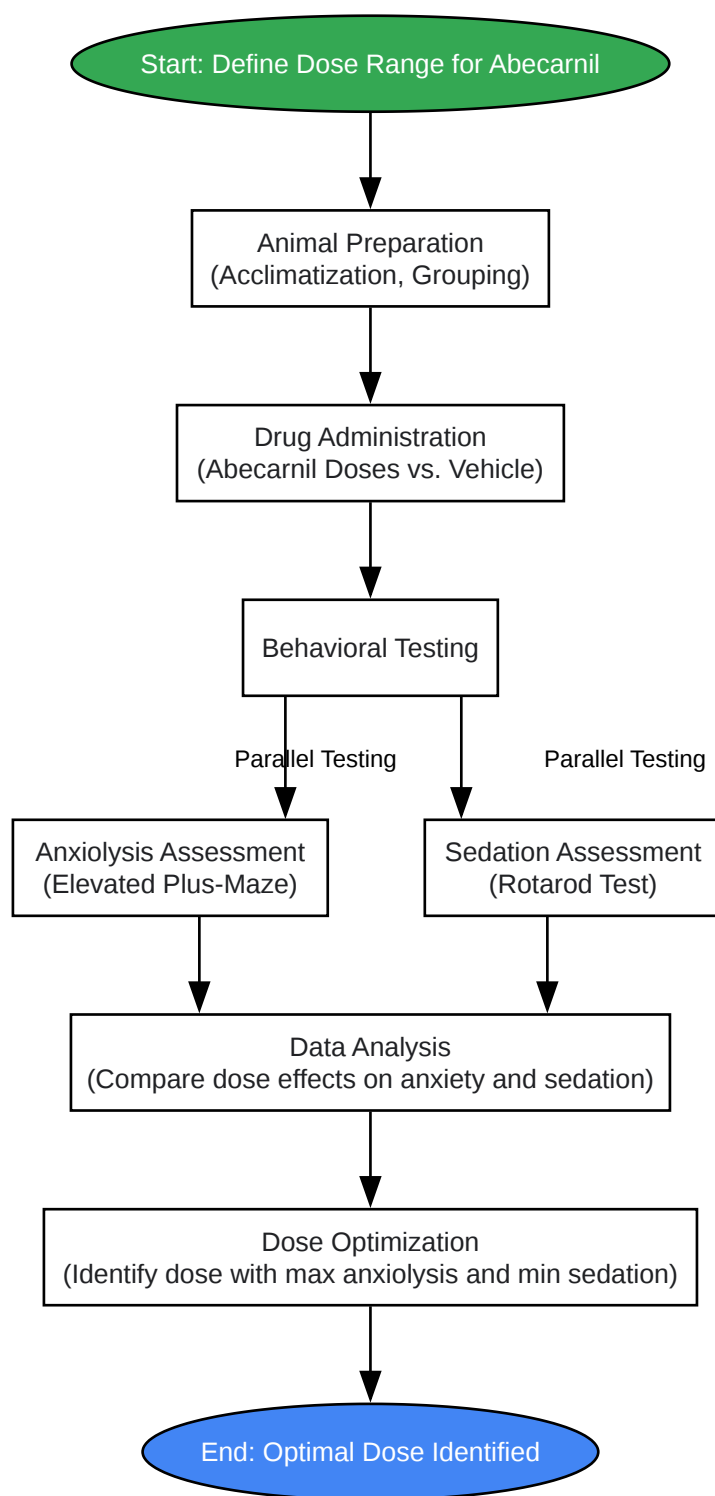 Start: Define Dose Range for Abecarnil
Animal Preparation
(Acclimatization, Grouping)
Drug Administration
(Abecarnil Doses vs. Vehicle)
Behavioral Testing
Parallel Testing
Parallel Testing
Anxiolysis Assessment
(Elevated Plus-Maze)
Sedation Assessment
(Rotarod Test)
Data Analysis
(Compare dose effects on anxiety and sedation)
Dose Optimization
(Identify dose with max anxiolysis and min sedation)
End: Optimal Dose Identified